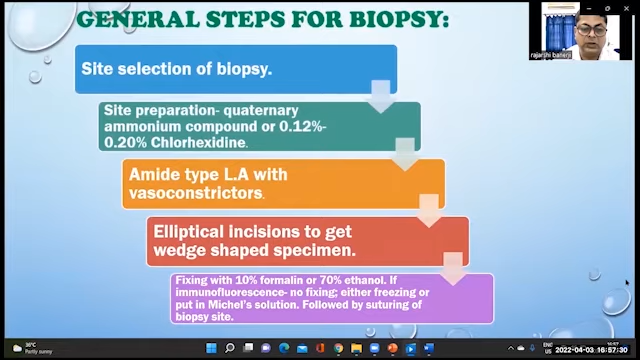 GENERAL STEPS FOR BIOPSY:
rajarshi banerji
Site selection of biopsy.
Site preparation- quaternary
ammonium compound or 0.12%-
0.20% Chlorhexidine.
Amide type L.A with
vasoconstrictors.
Elliptical incisions to get
wedge shaped specimen.
Fixing with 10% formalin or 70% ethanol. If
immunofluorescence- no fixing; either freezing or
put in Michel's solution. Followed by suturing of
biopsy site.
36°C
Partly sunny
ENG
US
2022-04-03 16:57:30